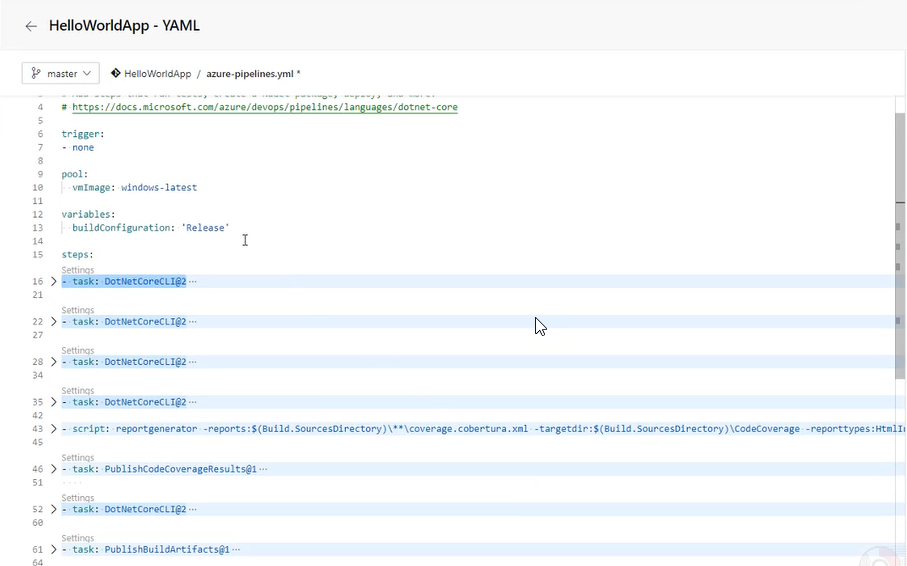 ← HelloWorldApp - YAML
master HelloWorldApp / azure-pipelines.yml *
4 # https://docs.microsoft.com/azure/devops/pipelines/languages/dotnet-core
5
6 trigger:
7 - none
8
9 pool:
10 vmImage: windows-latest
11
12 variables:
13 buildConfiguration: 'Release'
14
15 steps:
Settings
16 > - task: DotNetCoreCLI@2 ...
21
Settings
22 > - task: DotNetCoreCLI@2 ...
27
Settings
28 > - task: DotNetCoreCLI@2 ...
34
Settings
35 > - task: DotNetCoreCLI@2 ...
42
43 > - script: reportgenerator -reports:$(Build.SourcesDirectory)\**\coverage.cobertura.xml -targetdir:$(Build.SourcesDirectory)\CodeCoverage -reporttypes:HtmlI
45
Settings
46 > - task: PublishCodeCoverageResults@1 ...
51 ....
Settings
52 > - task: DotNetCoreCLI@2 ...
60
Settings
61 > - task: PublishBuildArtifacts@1 ...
64